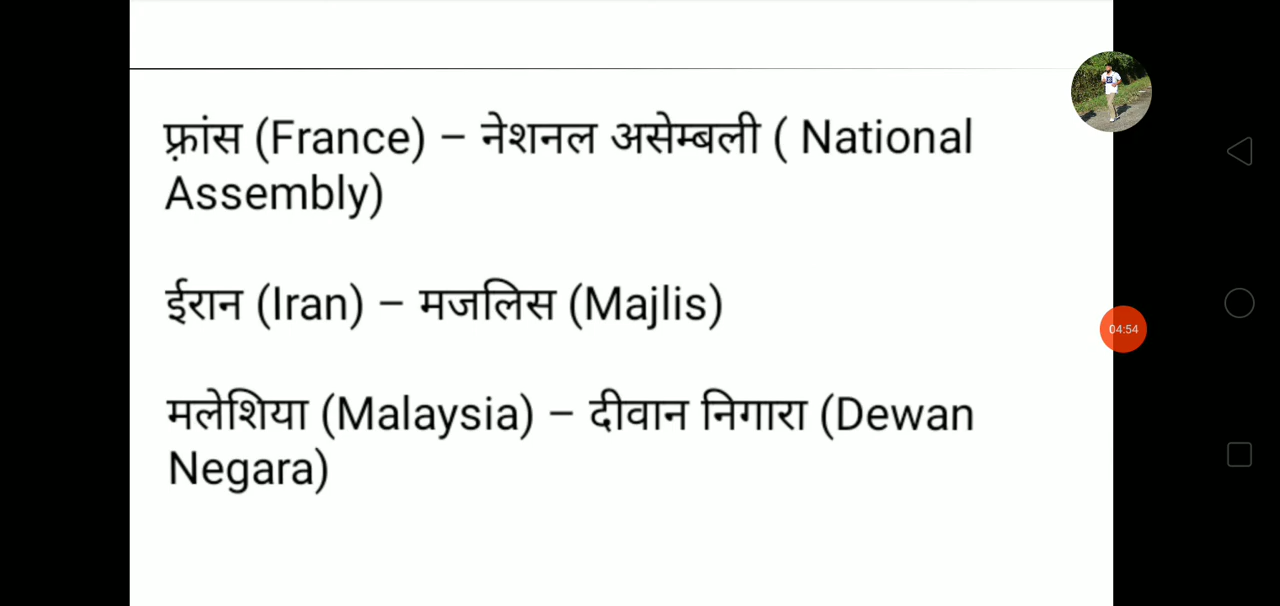 फ़्रांस (France) – नेशनल असेम्बली ( National
Assembly)
ईरान (Iran) – मजलिस (Majlis)
04:54
मलेशिया (Malaysia) – दीवान निगारा (Dewan
Negara)